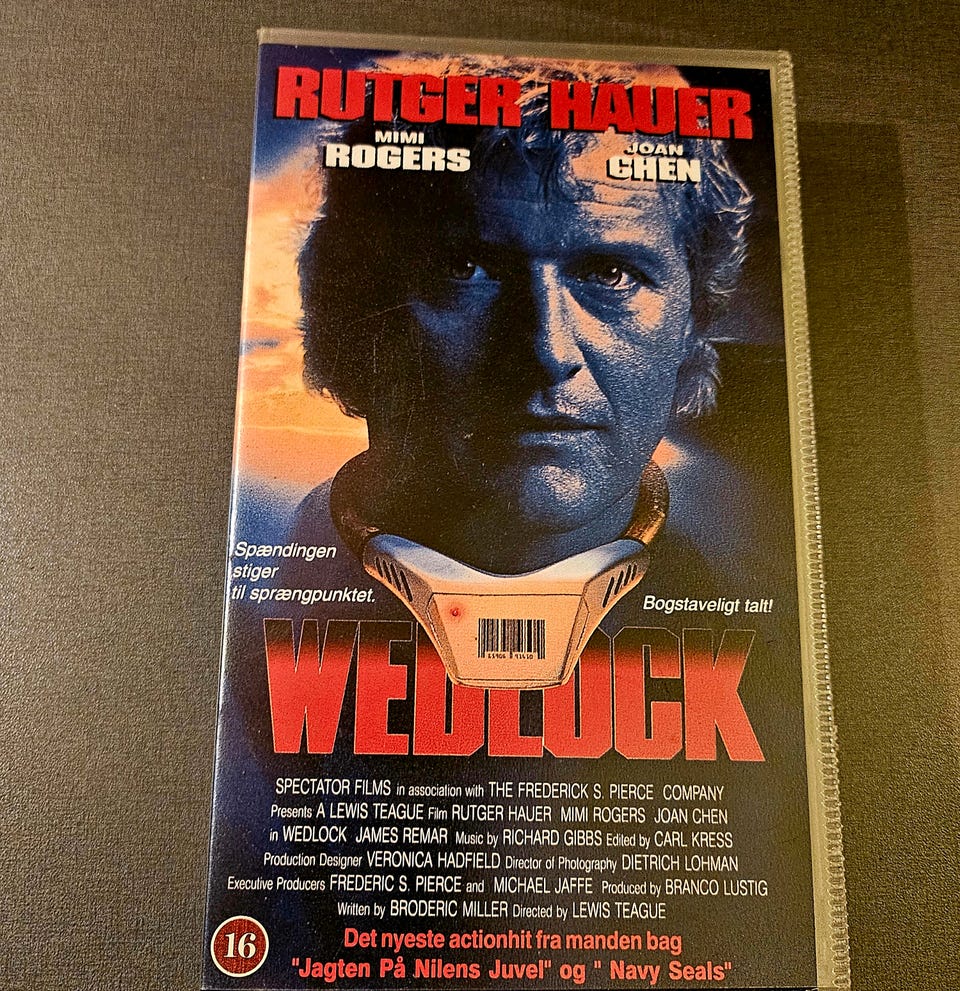 RUTGER HAUER
MIMI
ROGERS
JOAN
CHEN
Spændingen
stiger
til sprængpunktet.
Bogstaveligt talt!
WEDLOCK
SPECTATOR FILMS in association with THE FREDERICK S. PIERCE COMPANY
Presents A LEWIS TEAGUE Film RUTGER HAUER MIMI ROGERS JOAN CHEN
in WEDLOCK JAMES REMAR Music by RICHARD GIBBS Edited by CARL KRESS
Production Designer VERONICA HADFIELD Director of Photography DIETRICH LOHMAN
Executive Producers FREDERIC S. PIERCE and MICHAEL JAFFE Produced by BRANCO LUSTIG
Written by BRODERIC MILLER Directed by LEWIS TEAGUE
16
Det nyeste actionhit fra manden bag
"Jagten På Nilens Juvel" og " Navy Seals"